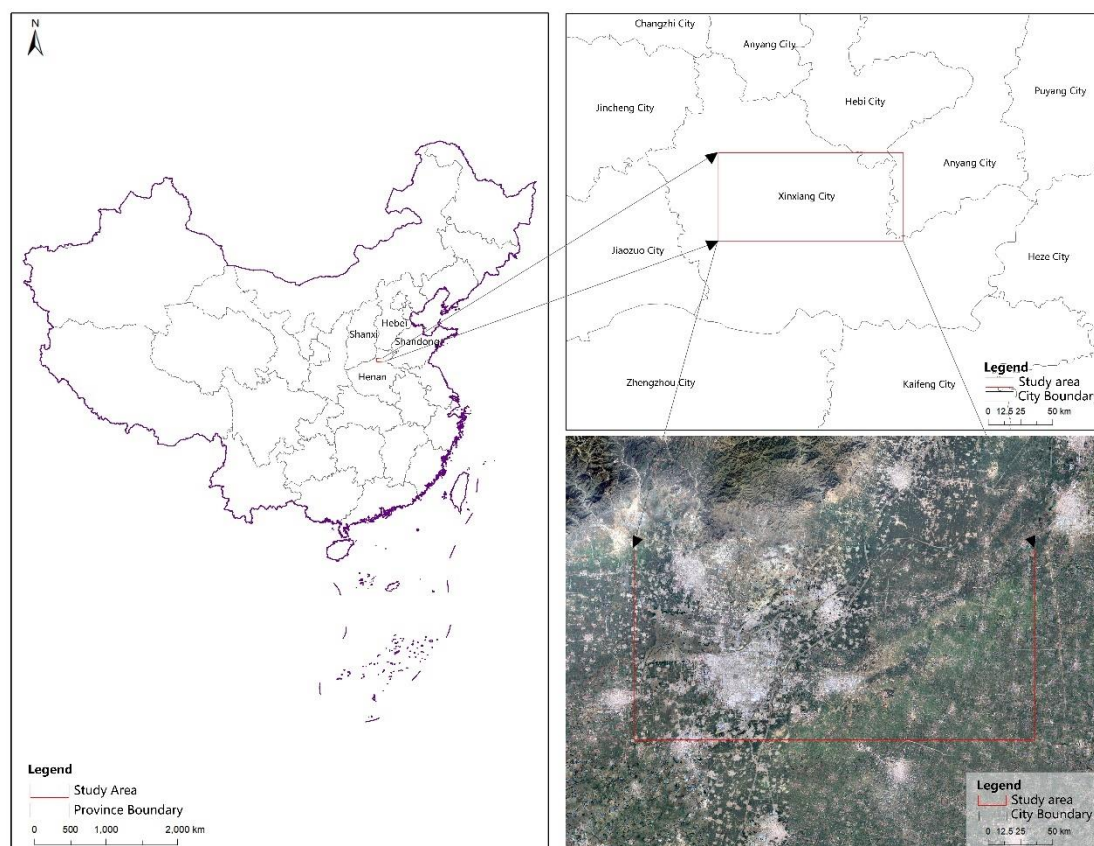 N
Hebei
Shanxi
Shandong
Henan
Legend
Study Area
Province Boundary
0 500 1,000 2,000 km
Changzhi City
Anyang City
Jincheng City
Hebi City
Puyang City
Anyang City
Xinxiang City
Jiaozuo City
Heze City
Zhengzhou City
Kaifeng City
Legend
Study area
City Boundary
0 12.5 25 50 km
Legend
Study area
City Boundary
0 12.5 25 50 km